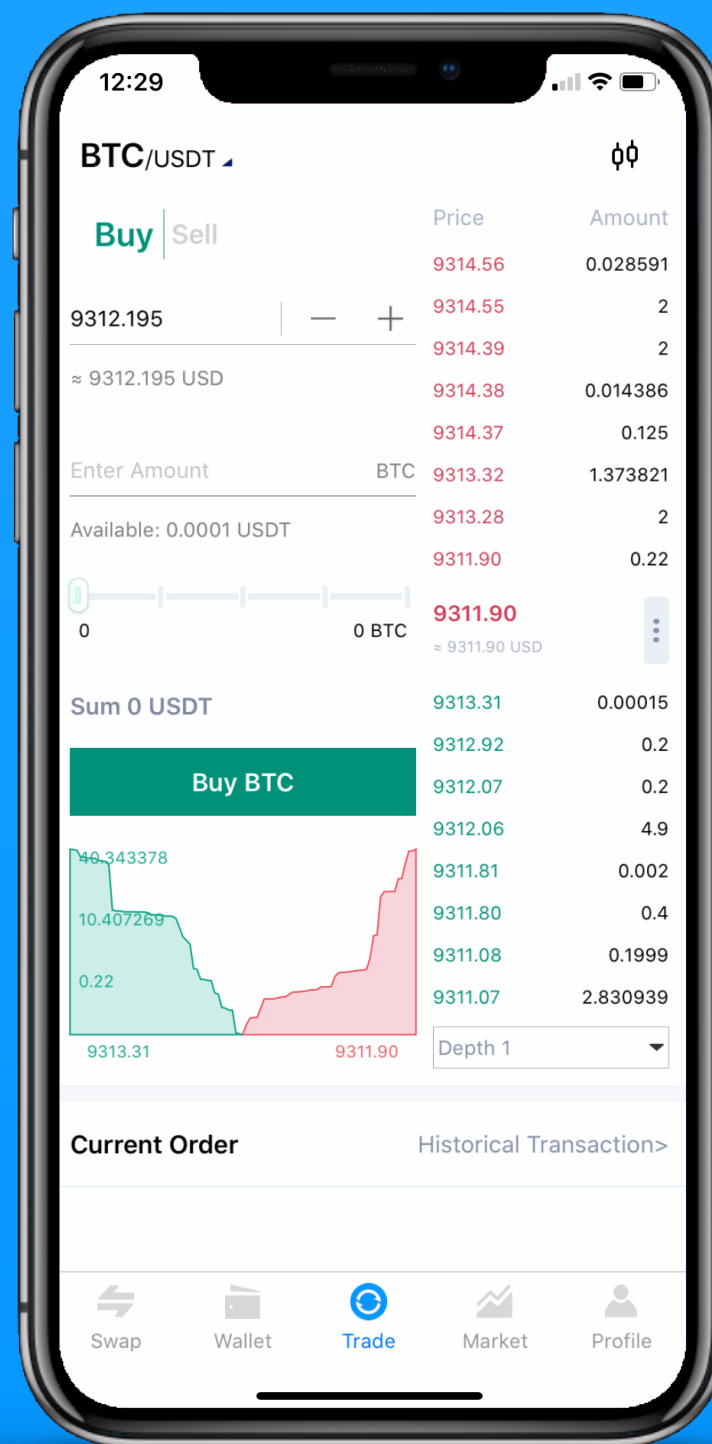 12:29
BTC/USDT
Buy Sell
9312.195
≈ 9312.195 USD
Enter Amount BTC
Available: 0.0001 USDT
0 0 BTC
Sum 0 USDT
Buy BTC
40.343378
10.407269
0.22
9313.31 9311.90
Price Amount
9314.56 0.028591
9314.55 2
9314.39 2
9314.38 0.014386
9314.37 0.125
9313.32 1.373821
9313.28 2
9311.90 0.22
9311.90
≈ 9311.90 USD
9313.31 0.00015
9312.92 0.2
9312.07 0.2
9312.06 4.9
9311.81 0.002
9311.80 0.4
9311.08 0.1999
9311.07 2.830939
Depth 1
Current Order Historical Transaction>
Swap Wallet Trade Market Profile